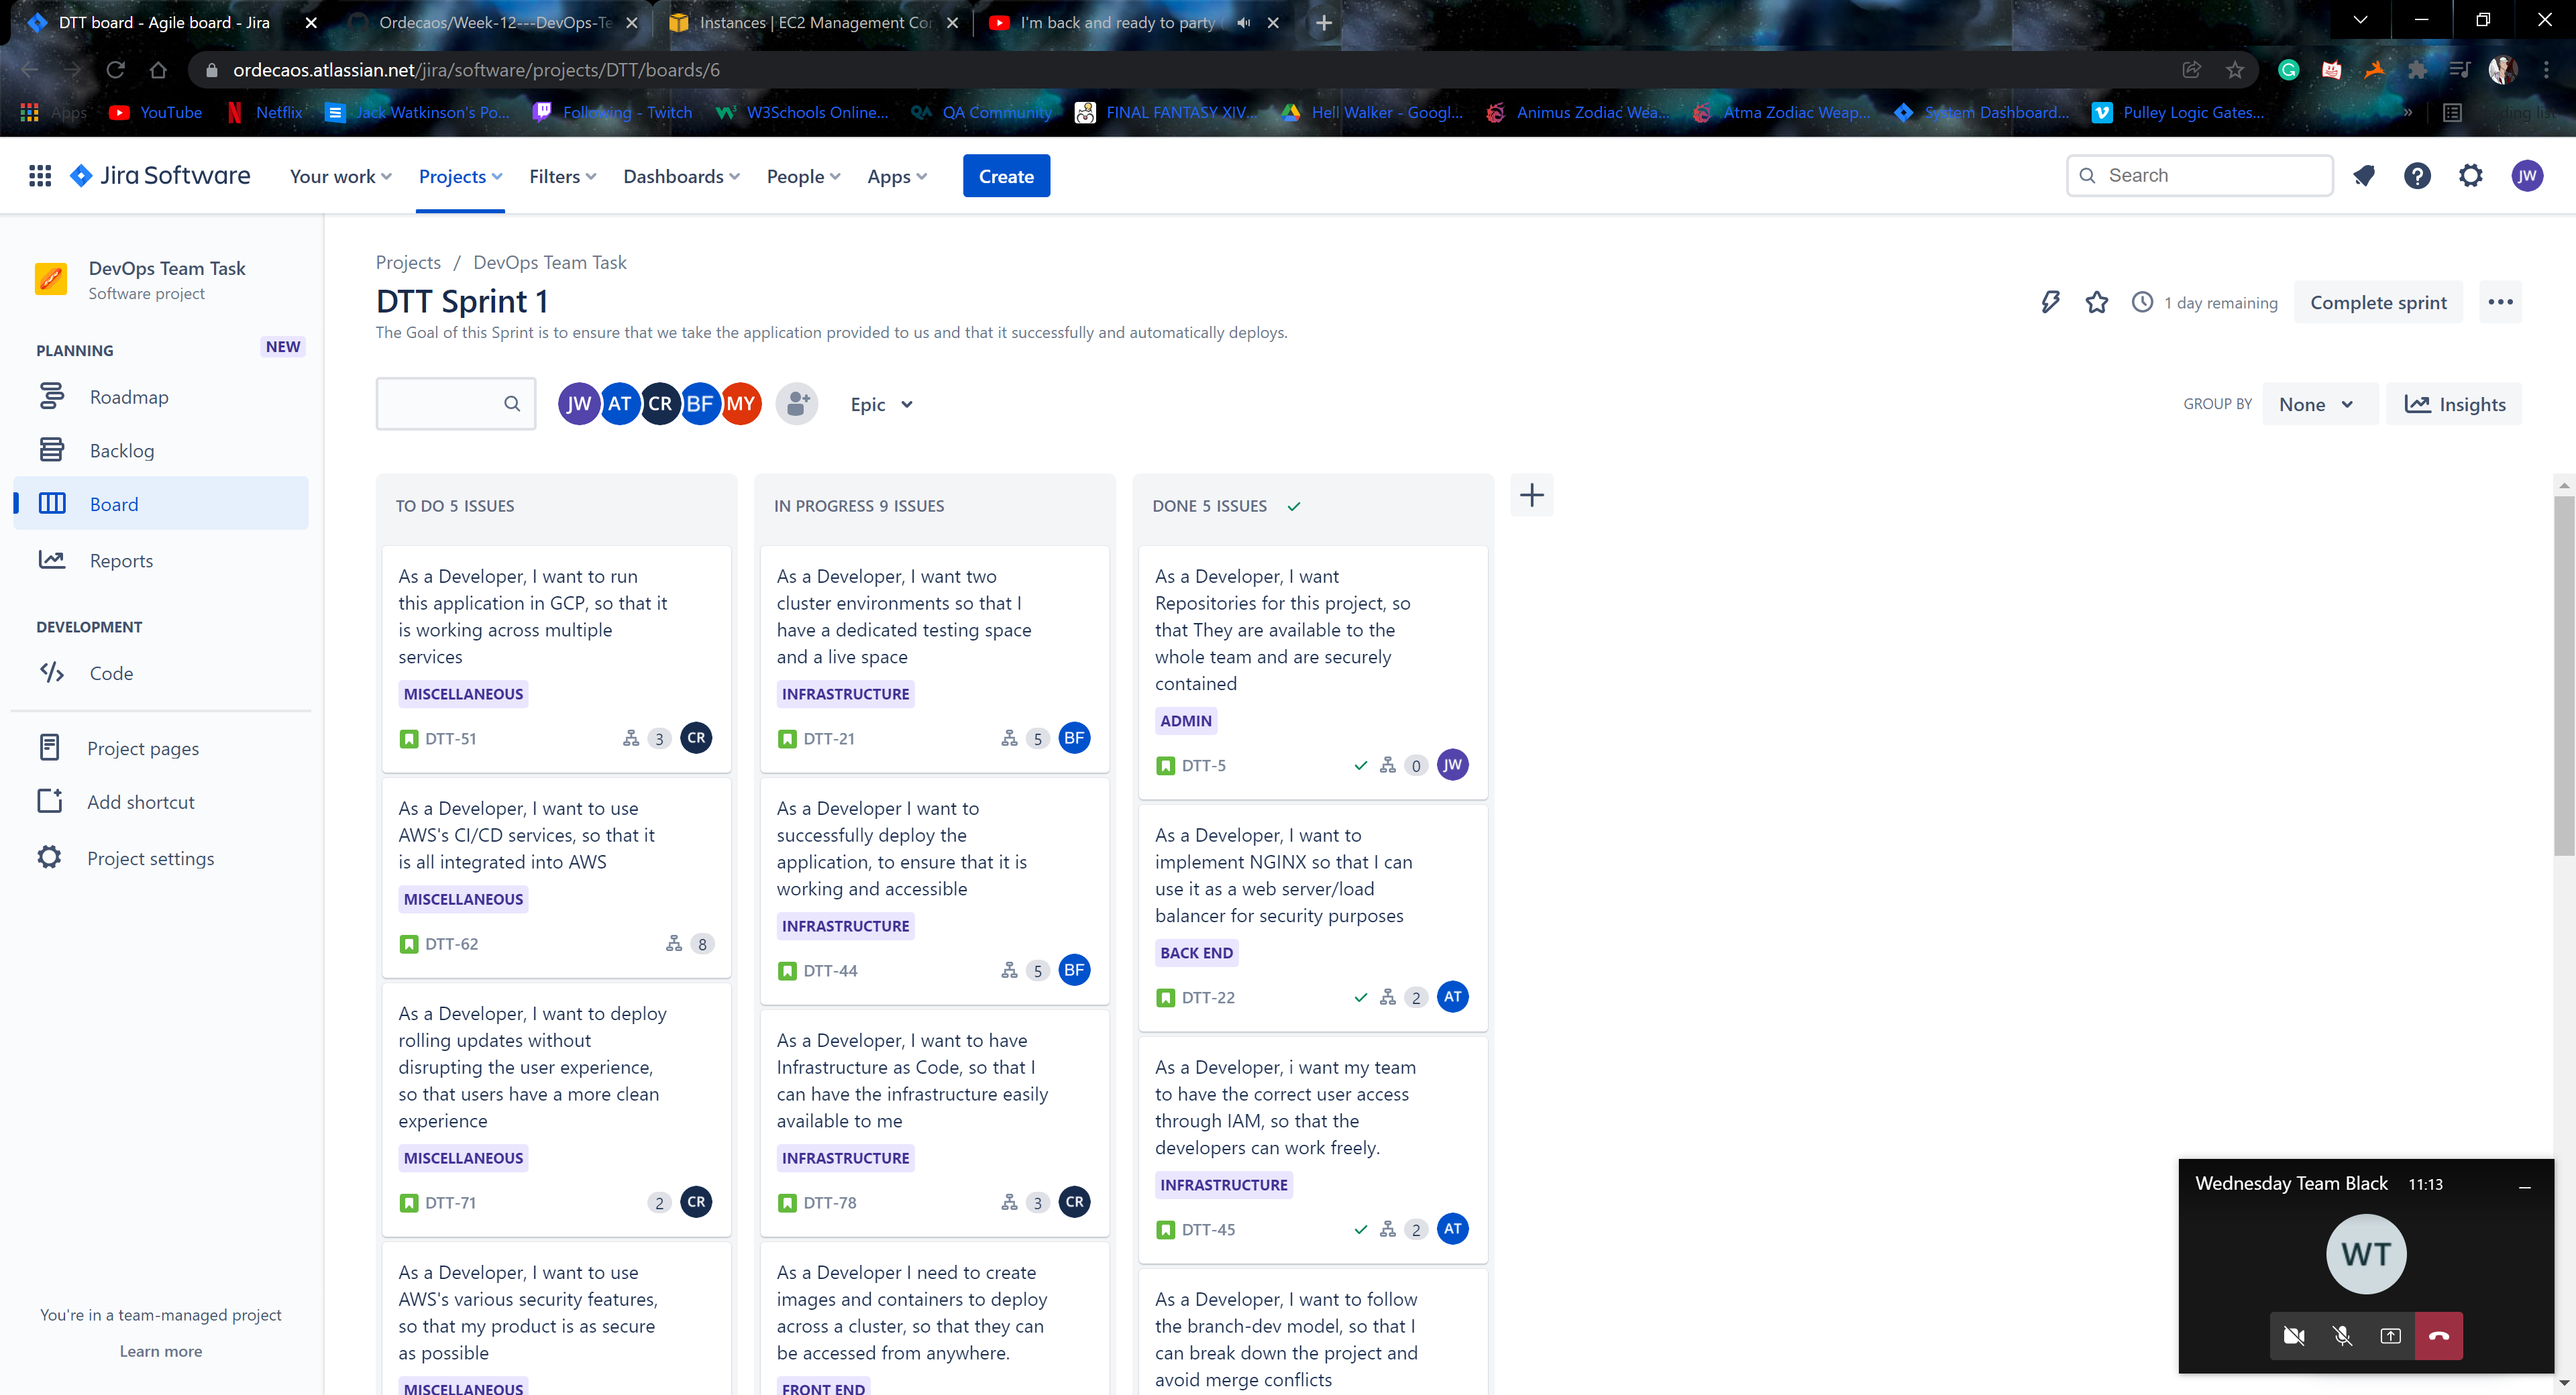 DTT board - Agile board - Jira
Ordecaos/Week-12---DevOps-Te
Instances | EC2 Management Cor
I'm back and ready to party
ordecaos.atlassian.net/jira/software/projects/DTT/boards/6
Apps
YouTube
Netflix
Jack Watkinson's Po...
Following - Twitch
W3Schools Online...
QA Community
FINAL FANTASY XIV...
Hell Walker - Googl...
Animus Zodiac Wea...
Atma Zodiac Weap...
System Dashboard...
Pulley Logic Gates...
»
Jira Software
Your work
Projects
Filters
Dashboards
People
Apps
Create
Search
JW
DevOps Team Task
Software project
PLANNING
NEW
Roadmap
Backlog
Board
Reports
DEVELOPMENT
Code
Project pages
Add shortcut
Project settings
You're in a team-managed project
Learn more
Projects / DevOps Team Task
DTT Sprint 1
The Goal of this Sprint is to ensure that we take the application provided to us and that it successfully and automatically deploys.
1 day remaining
Complete sprint
JW AT CR BF MY
Epic
GROUP BY
None
Insights
TO DO 5 ISSUES
As a Developer, I want to run
this application in GCP, so that it
is working across multiple
services
MISCELLANEOUS
DTT-51
3
CR
As a Developer, I want to use
AWS's CI/CD services, so that it
is all integrated into AWS
MISCELLANEOUS
DTT-62
8
As a Developer, I want to deploy
rolling updates without
disrupting the user experience,
so that users have a more clean
experience
MISCELLANEOUS
DTT-71
2
CR
As a Developer, I want to use
AWS's various security features,
so that my product is as secure
as possible
MISCELLANEOUS
IN PROGRESS 9 ISSUES
As a Developer, I want two
cluster environments so that I
have a dedicated testing space
and a live space
INFRASTRUCTURE
DTT-21
5
BF
As a Developer I want to
successfully deploy the
application, to ensure that it is
working and accessible
INFRASTRUCTURE
DTT-44
5
BF
As a Developer, I want to have
Infrastructure as Code, so that I
can have the infrastructure easily
available to me
INFRASTRUCTURE
DTT-78
3
CR
As a Developer I need to create
images and containers to deploy
across a cluster, so that they can
be accessed from anywhere.
FRONT END
DONE 5 ISSUES
As a Developer, I want
Repositories for this project, so
that They are available to the
whole team and are securely
contained
ADMIN
DTT-5
0
JW
As a Developer, I want to
implement NGINX so that I can
use it as a web server/load
balancer for security purposes
BACK END
DTT-22
2
AT
As a Developer, i want my team
to have the correct user access
through IAM, so that the
developers can work freely.
INFRASTRUCTURE
DTT-45
2
AT
As a Developer, I want to follow
the branch-dev model, so that I
can break down the project and
avoid merge conflicts
Wednesday Team Black 11:13
WT